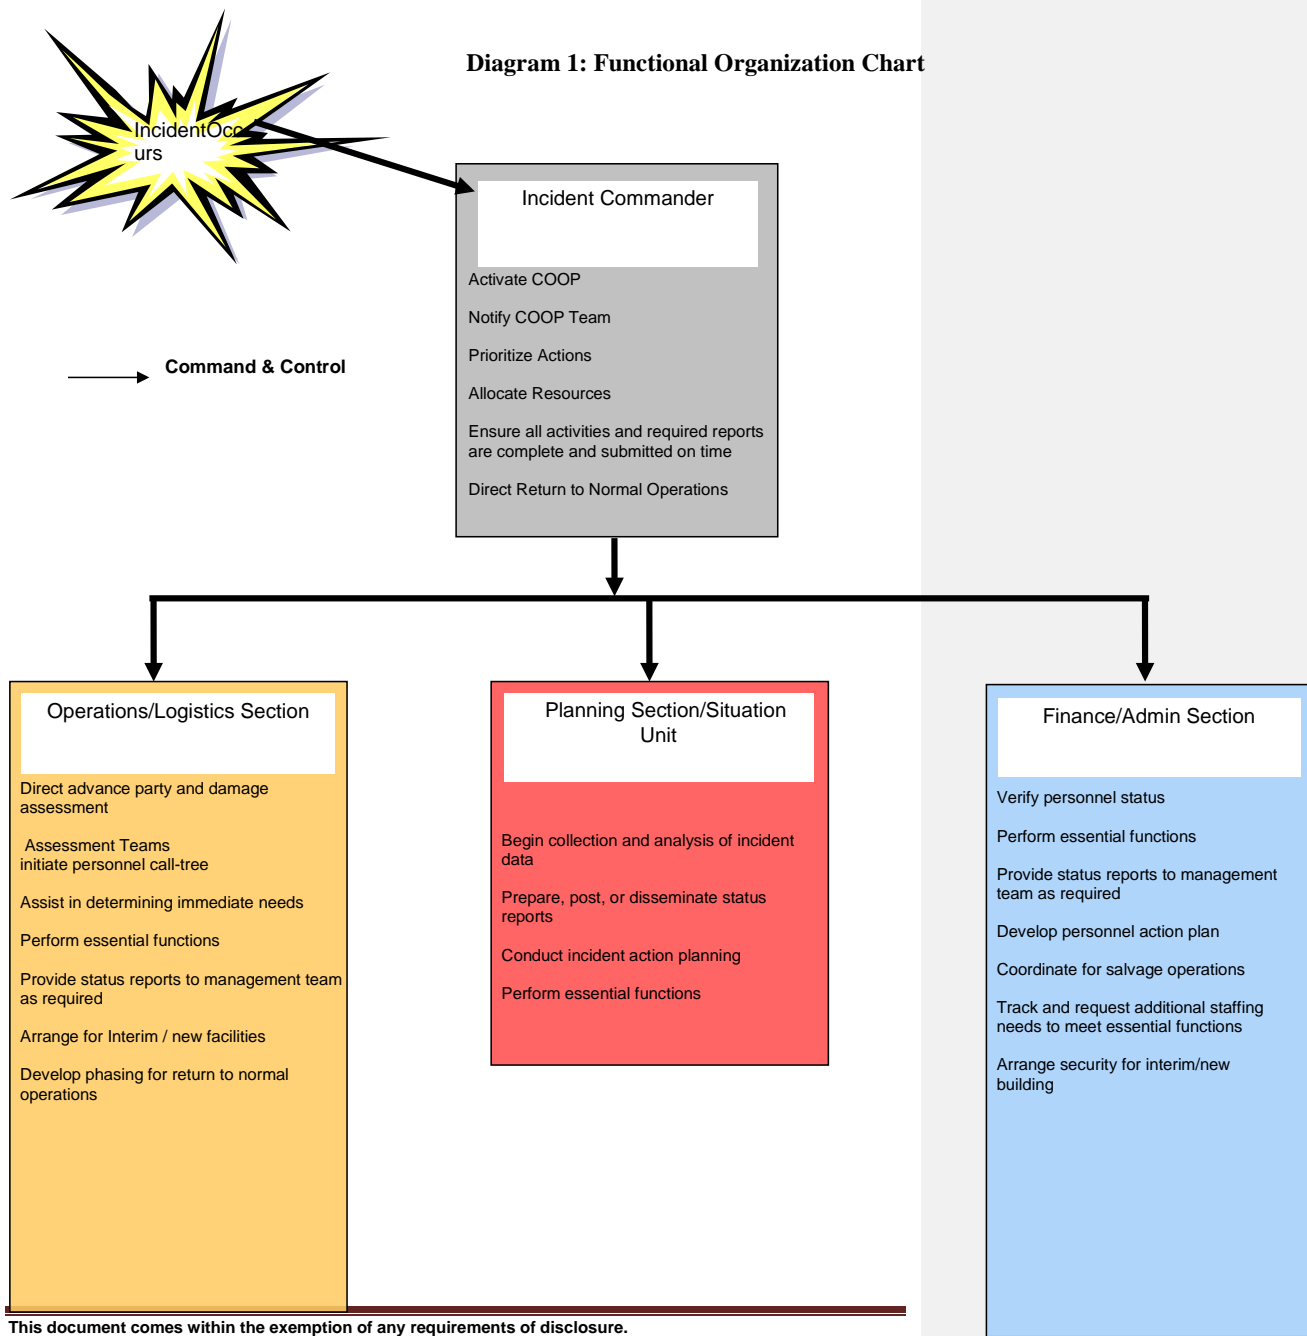 Diagram 1: Functional Organization Chart
IncidentOcc
urs
Incident Commander
Activate COOP
Notify COOP Team
Prioritize Actions
Allocate Resources
Ensure all activities and required reports
are complete and submitted on time
Direct Return to Normal Operations
Command & Control
Operations/Logistics Section
Direct advance party and damage
assessment
Assessment Teams
initiate personnel call-tree
Assist in determining immediate needs
Perform essential functions
Provide status reports to management team
as required
Arrange for Interim / new facilities
Develop phasing for return to normal
operations
Planning Section/Situation
Unit
Begin collection and analysis of incident
data
Prepare, post, or disseminate status
reports
Conduct incident action planning
Perform essential functions
Finance/Admin Section
Verify personnel status
Perform essential functions
Provide status reports to management
team as required
Develop personnel action plan
Coordinate for salvage operations
Track and request additional staffing
needs to meet essential functions
Arrange security for interim/new
building
This document comes within the exemption of any requirements of disclosure.